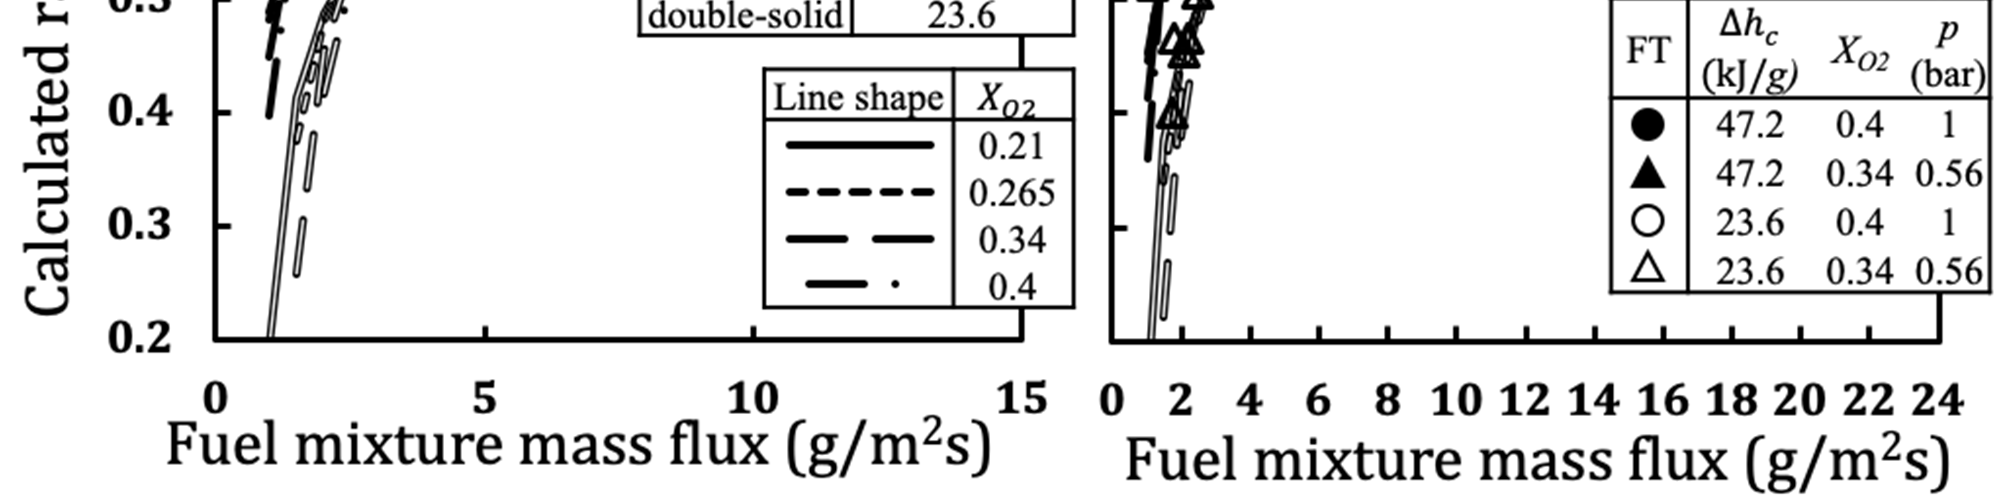 Calculated r
0.3
0.4
0.3
0.2
0 5 10 15
Fuel mixture mass flux (g/m²s)
double-solid 23.6
Line shape X_O2
0.21
0.265
0.34
0.4
FT Δh_c (kJ/g) X_O2 p (bar)
47.2 0.4 1
47.2 0.34 0.56
23.6 0.4 1
23.6 0.34 0.56
0 2 4 6 8 10 12 14 16 18 20 22 24
Fuel mixture mass flux (g/m²s)